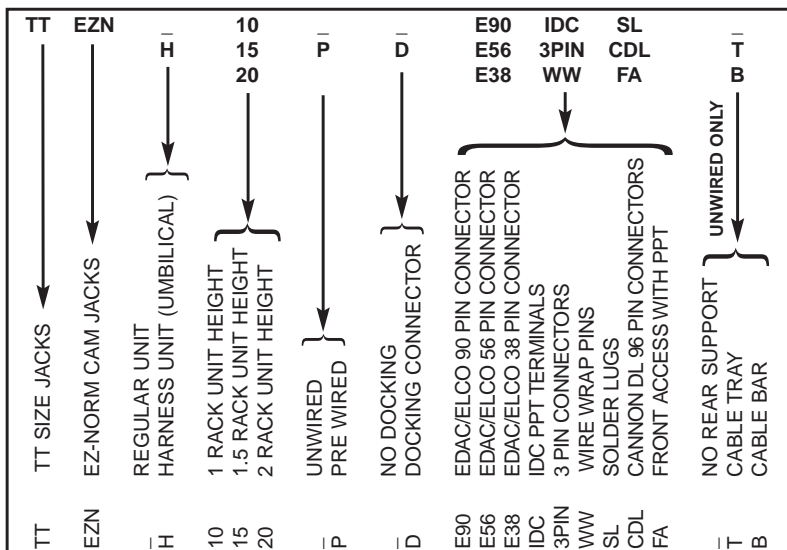 TT EZN _ 10 _ _ E90 IDC SL _
H 15 P D E56 3PIN CDL T
20 E38 WW FA B
UNWIRED ONLY
TT TT SIZE JACKS
EZN EZ-NORM CAM JACKS
_ REGULAR UNIT
H HARNESS UNIT (UMBILICAL)
10 1 RACK UNIT HEIGHT
15 1.5 RACK UNIT HEIGHT
20 2 RACK UNIT HEIGHT
_ UNWIRED
P PRE WIRED
_ NO DOCKING
D DOCKING CONNECTOR
E90 EDAC/ELCO 90 PIN CONNECTOR
E56 EDAC/ELCO 56 PIN CONNECTOR
E38 EDAC/ELCO 38 PIN CONNECTOR
IDC IDC PPT TERMINALS
3PIN 3 PIN CONNECTORS
WW WIRE WRAP PINS
SL SOLDER LUGS
CDL CANNON DL 96 PIN CONNECTORS
FA FRONT ACCESS WITH PPT
_ NO REAR SUPPORT
T CABLE TRAY
B CABLE BAR